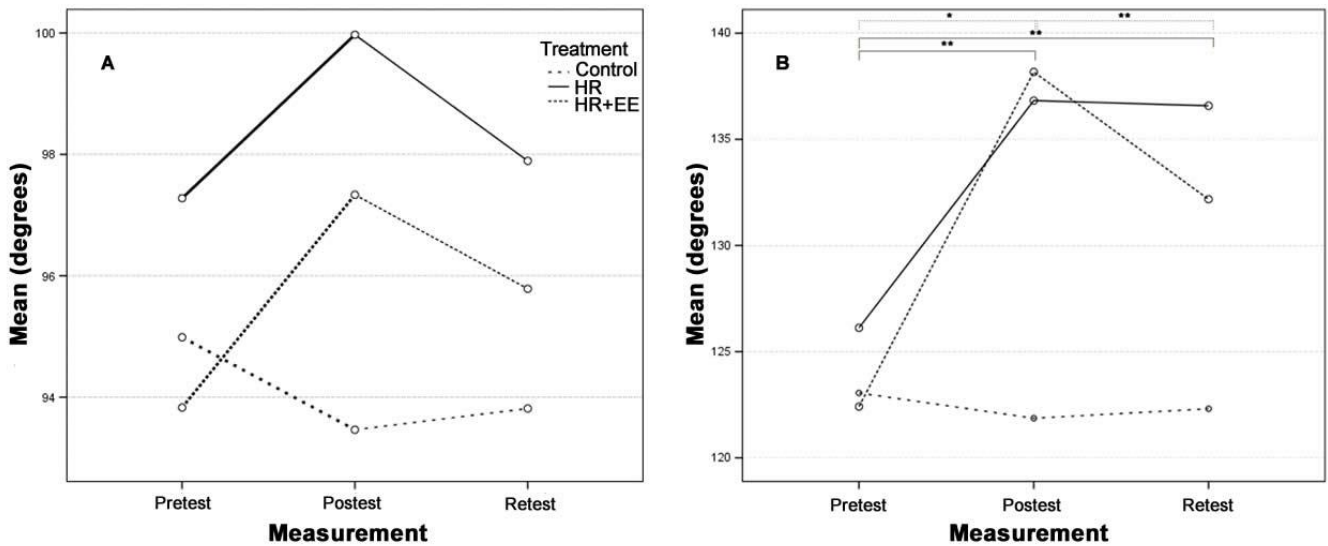 A
Treatment
Control
HR
HR+EE
100
98
96
94
Mean (degrees)
Pretest
Postest
Retest
Measurement
B
*
**
**
**
140
135
130
125
120
Mean (degrees)
Pretest
Postest
Retest
Measurement